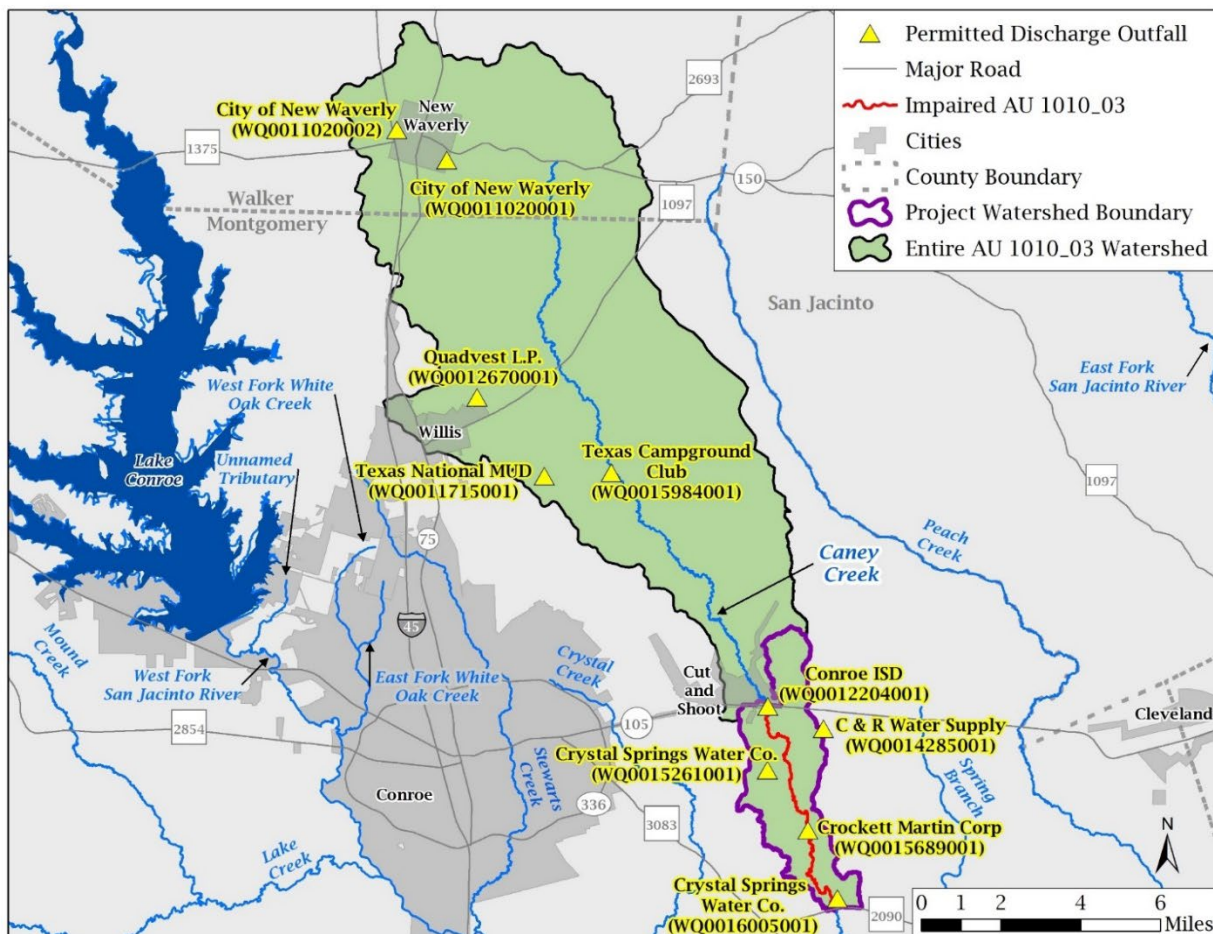 Permitted Discharge Outfall
Major Road
Impaired AU 1010_03
Cities
County Boundary
Project Watershed Boundary
Entire AU 1010_03 Watershed
2693
City of New Waverly
(WQ0011020002)
New
Waverly
1375
150
City of New Waverly
(WQ0011020001)
1097
Walker
Montgomery
San Jacinto
East Fork
San Jacinto River
Quadvest L.P.
(WQ0012670001)
West Fork White
Oak Creek
Willis
Unnamed
Tributary
Lake
Conroe
Texas National MUD
(WQ0011715001)
Texas Campground
Club
(WQ0015984001)
1097
75
Peach
Creek
Caney
Creek
45
Mound
Creek
West Fork
San Jacinto River
East Fork White
Oak Creek
Crystal
Creek
Cut
and
Shoot
Conroe ISD
(WQ0012204001)
Cleveland
2854
105
C & R Water Supply
(WQ0014285001)
Crystal Springs Water Co.
(WQ0015261001)
Stewarts
Creek
Conroe
336
Spring
Branch
3083
Crockett Martin Corp
(WQ0015689001)
Lake
Creek
Crystal Springs
Water Co.
(WQ0016005001)
2090
N
0 1 2 4 6
Miles